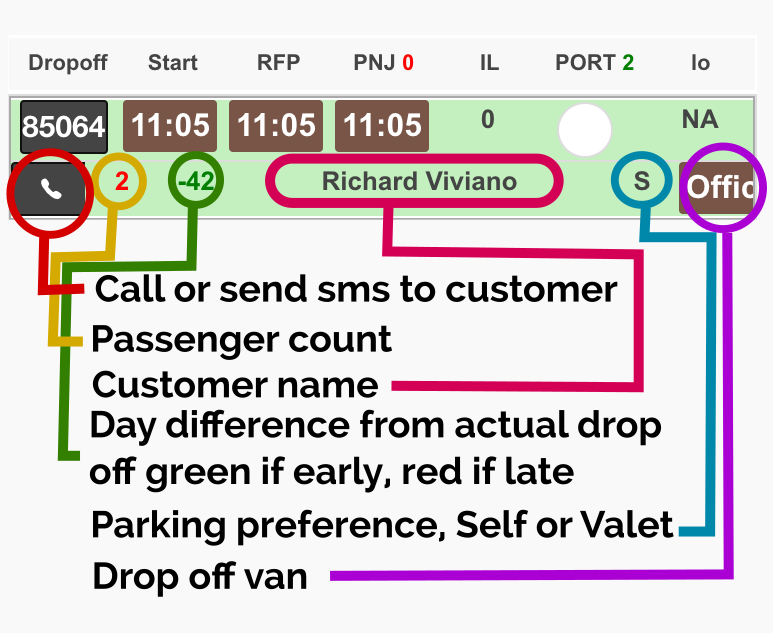 Dropoff Start RFP PNJ 0 IL PORT 2 Io
85064 11:05 11:05 11:05 0 NA
2 -42 Richard Viviano S Offic
Call or send sms to customer
Passenger count
Customer name
Day difference from actual drop
off green if early, red if late
Parking preference, Self or Valet
Drop off van